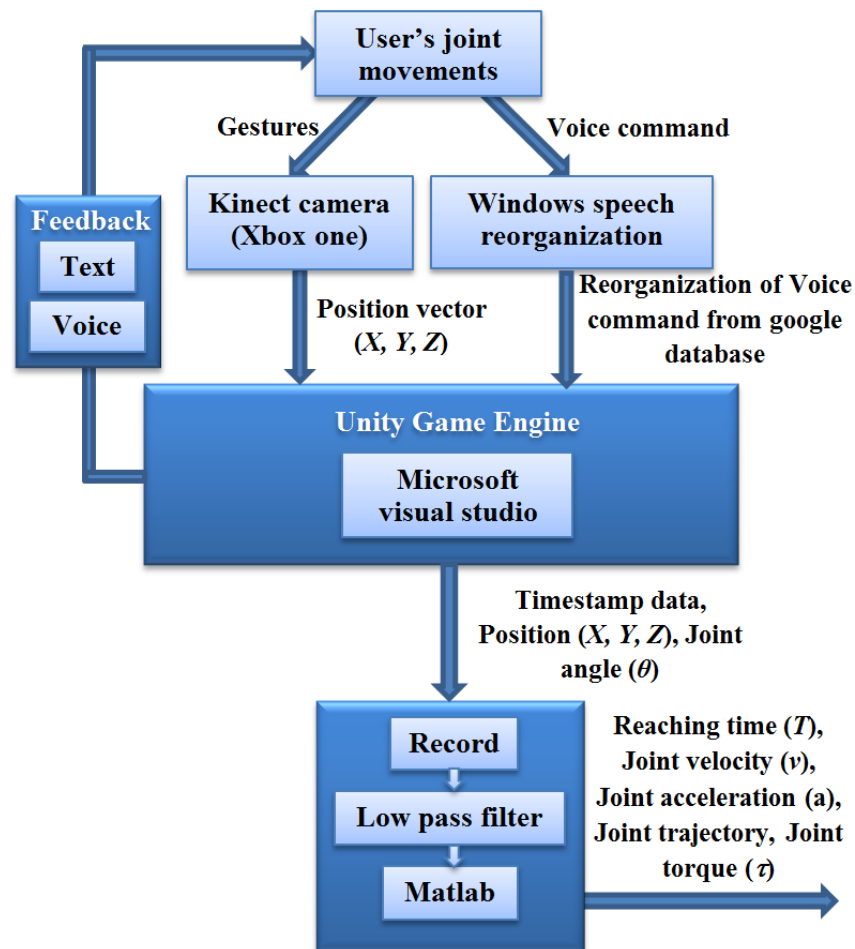 User's joint
movements
Gestures
Voice command
Feedback
Text
Voice
Kinect camera
(Xbox one)
Windows speech
reorganization
Position vector
(X, Y, Z)
Reorganization of Voice
command from google
database
Unity Game Engine
Microsoft
visual studio
Timestamp data,
Position (X, Y, Z), Joint
angle (θ)
Record
Low pass filter
Matlab
Reaching time (T),
Joint velocity (v),
Joint acceleration (a),
Joint trajectory, Joint
torque (τ)